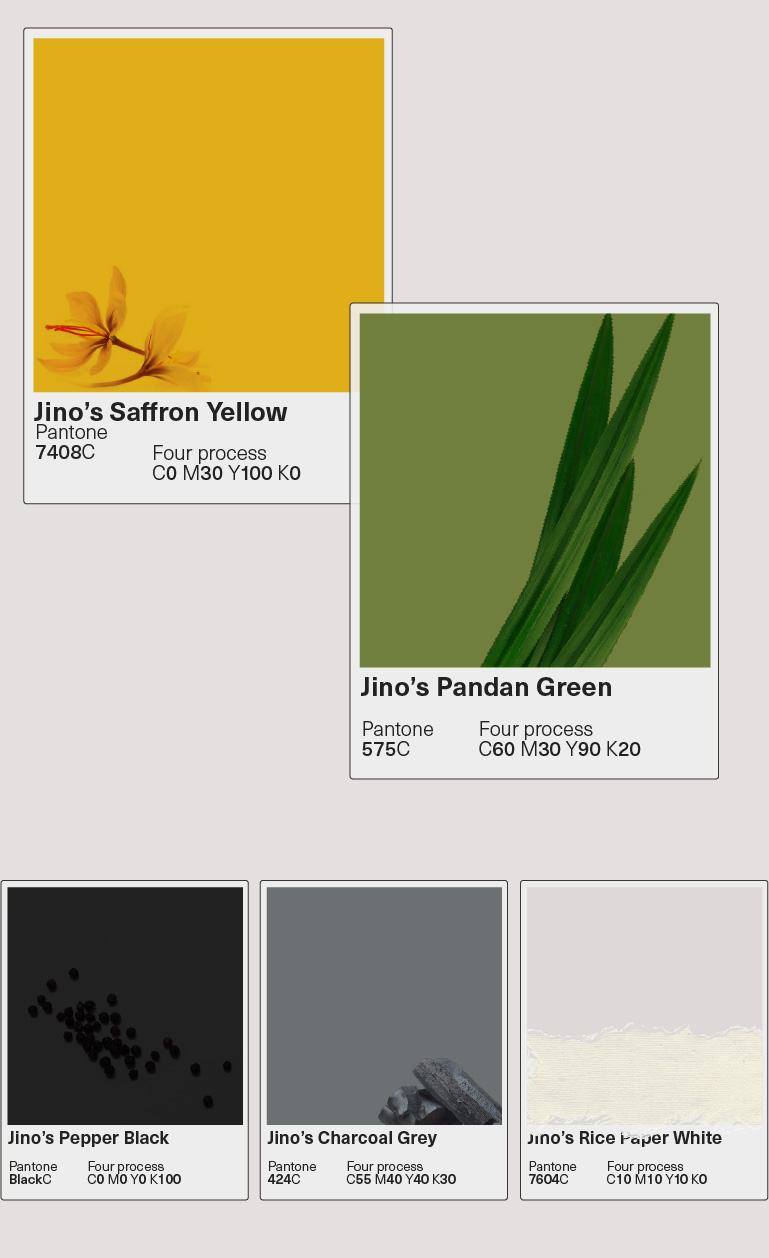 Jino’s Saffron Yellow
Pantone
7408C
Four process
C0 M30 Y100 K0
Jino’s Pandan Green
Pantone
575C
Four process
C60 M30 Y90 K20
Jino’s Pepper Black
Pantone
BlackC
Four process
C0 M0 Y0 K100
Jino’s Charcoal Grey
Pantone
424C
Four process
C55 M40 Y40 K30
Jino’s Rice Paper White
Pantone
7604C
Four process
C10 M10 Y10 K0